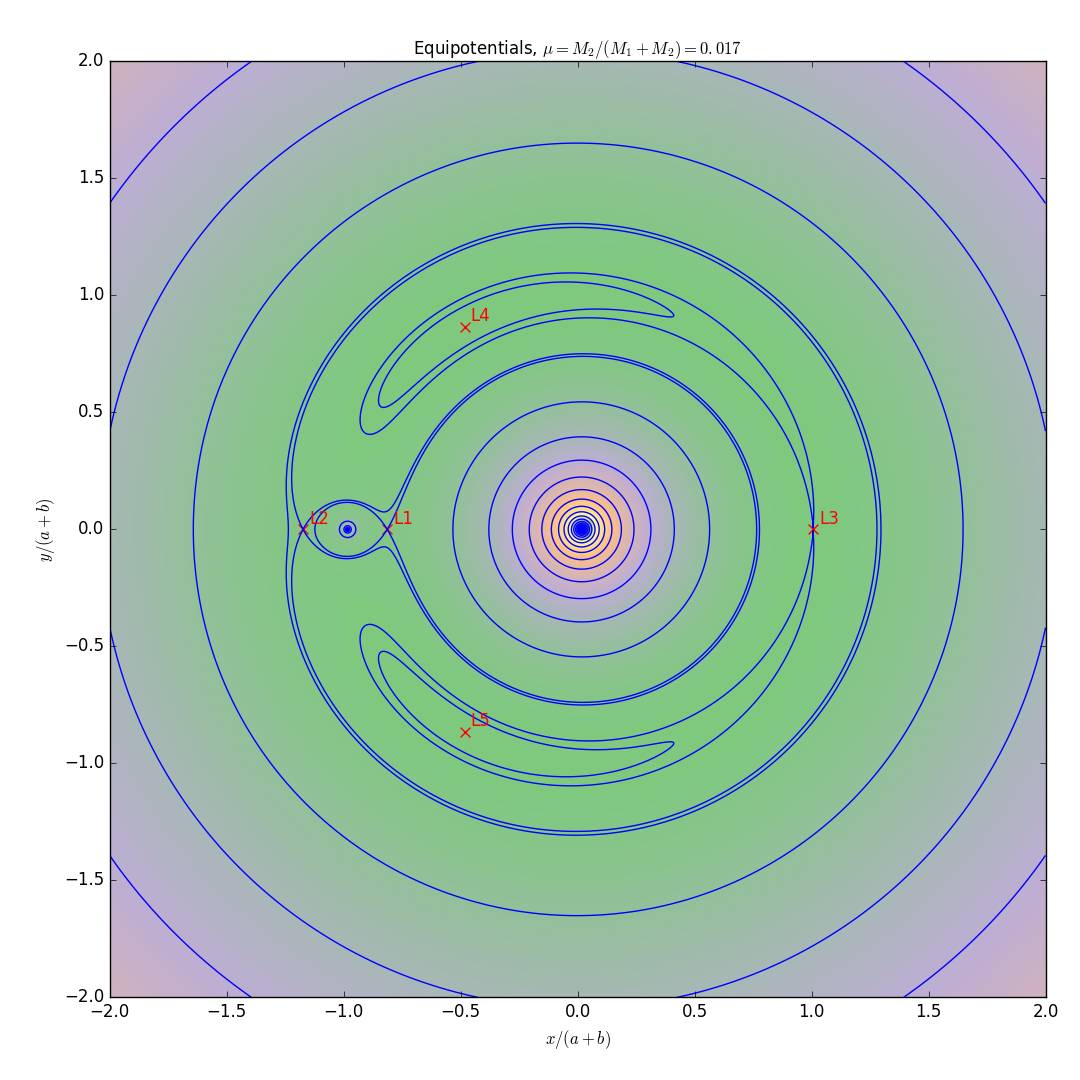 Equipotentials, μ = M₂/(M₁ + M₂) = 0.017
2.0
1.5
1.0
0.5
0.0
−0.5
−1.0
−1.5
−2.0
y/(a + b)
L4
L2
L1
L3
L5
−2.0 −1.5 −1.0 −0.5 0.0 0.5 1.0 1.5 2.0
x/(a + b)